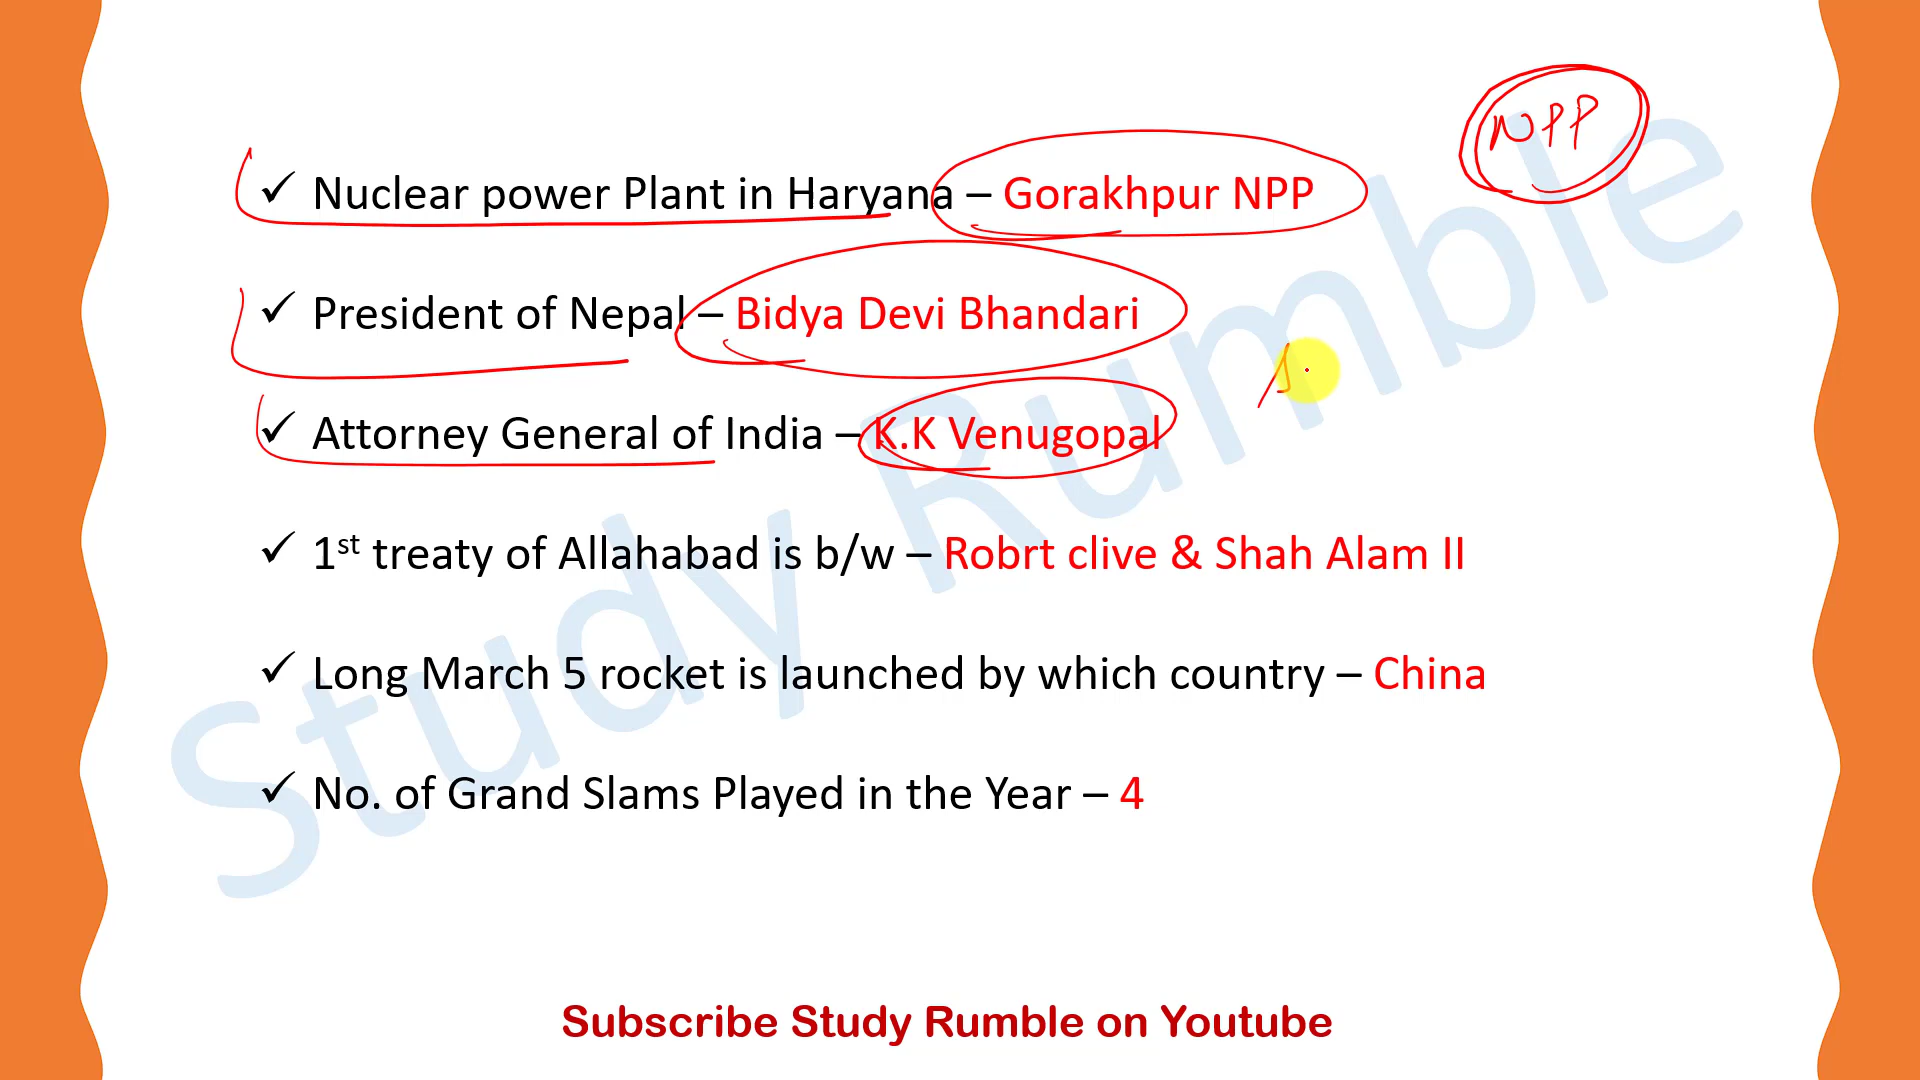 NPP
✓ Nuclear power Plant in Haryana – Gorakhpur NPP
✓ President of Nepal – Bidya Devi Bhandari
✓ Attorney General of India – K.K Venugopal
✓ 1st treaty of Allahabad is b/w – Robrt clive & Shah Alam II
✓ Long March 5 rocket is launched by which country – China
✓ No. of Grand Slams Played in the Year – 4
Study Rumble
Subscribe Study Rumble on Youtube